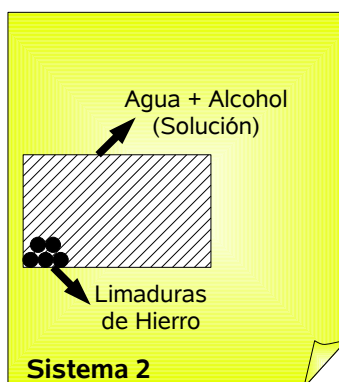 Agua + Alcohol
(Solución)
Limaduras
de Hierro
Sistema 2